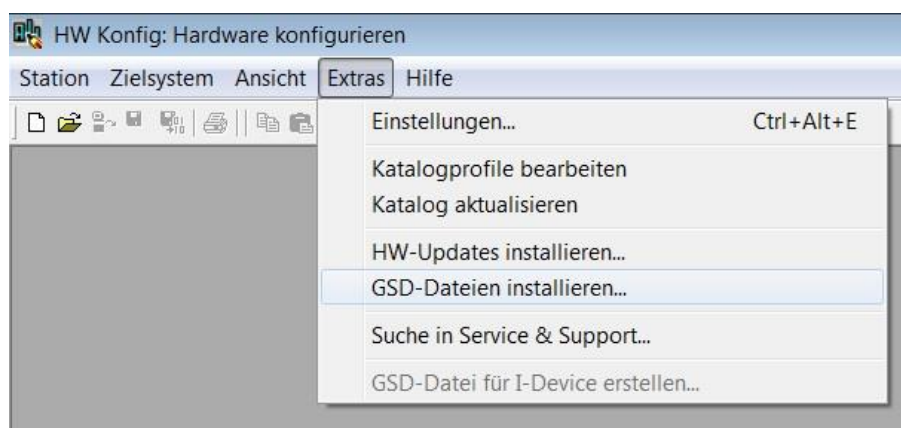 HW Konfig: Hardware konfigurieren
Station Zielsystem Ansicht Extras Hilfe
Einstellungen... Ctrl+Alt+E
Katalogprofile bearbeiten
Katalog aktualisieren
HW-Updates installieren...
GSD-Dateien installieren...
Suche in Service & Support...
GSD-Datei für I-Device erstellen...